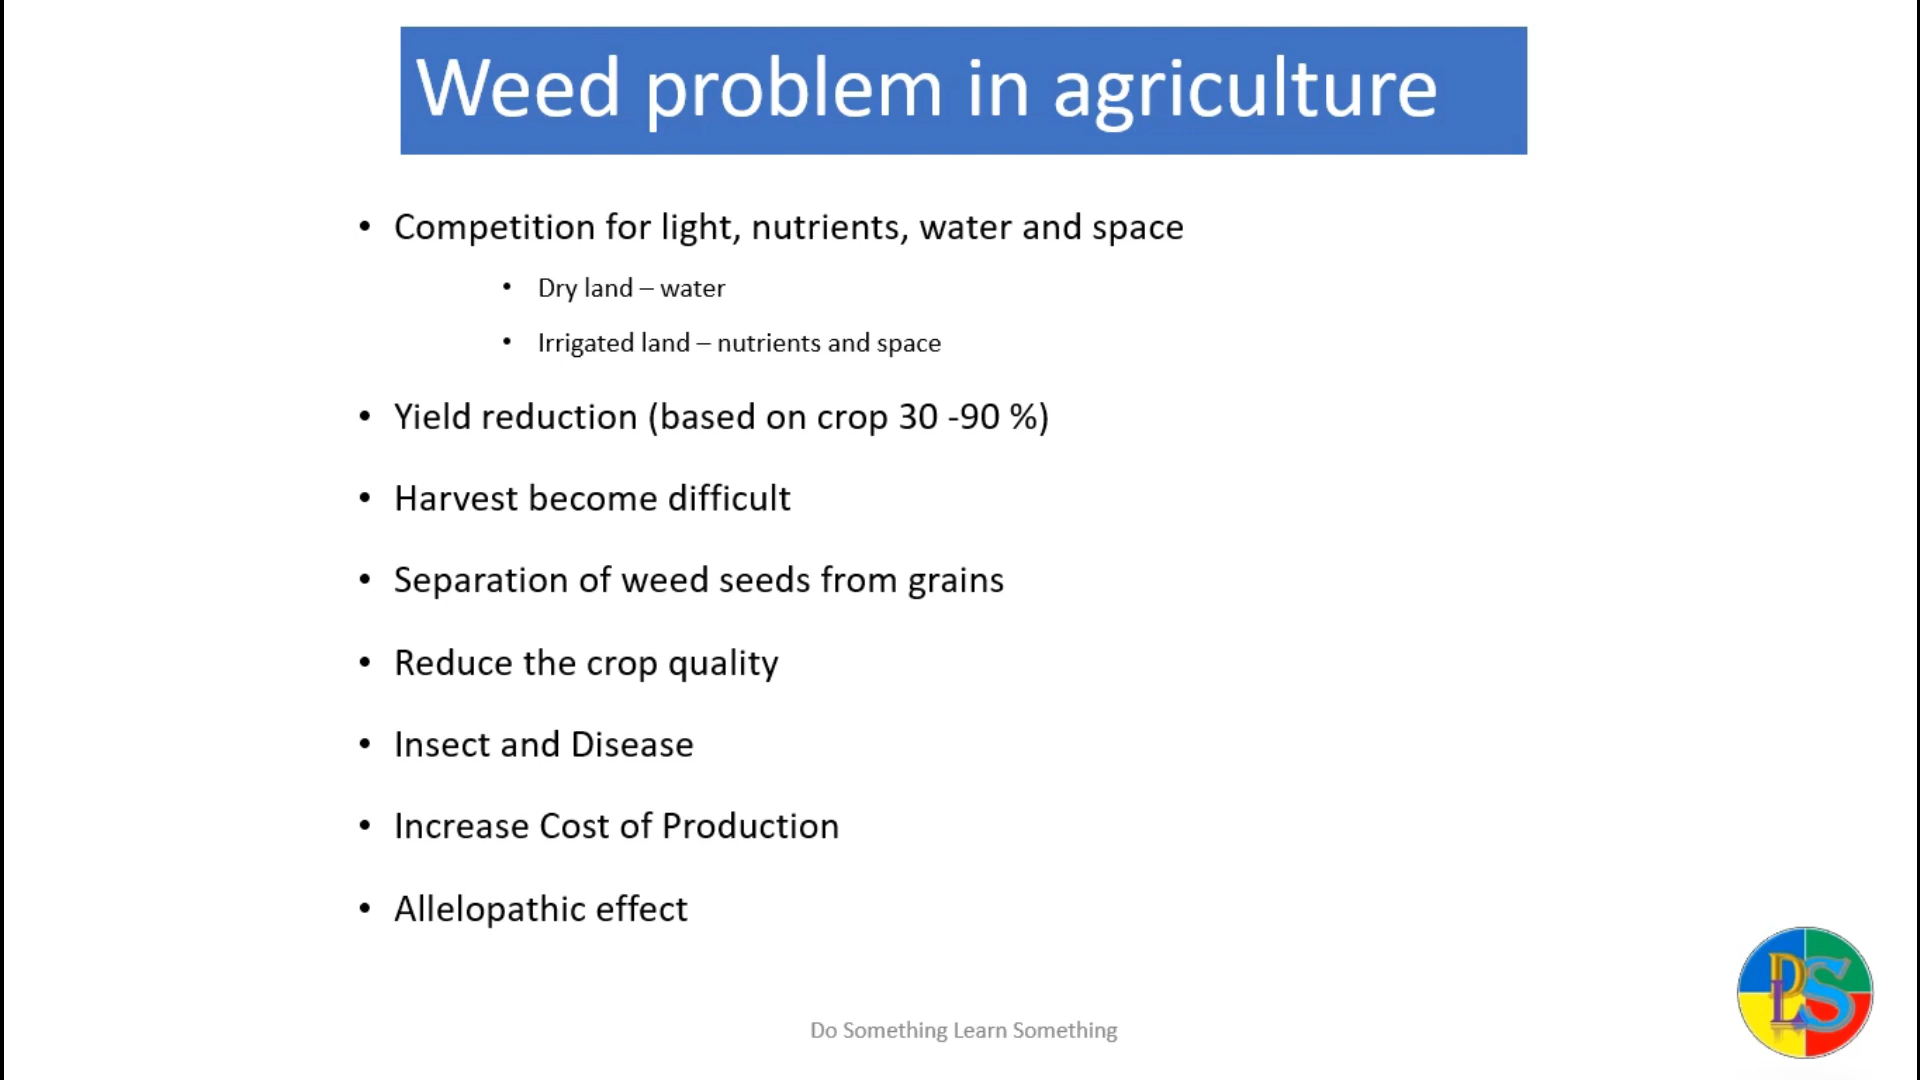 Weed problem in agriculture
• Competition for light, nutrients, water and space
• Dry land – water
• Irrigated land – nutrients and space
• Yield reduction (based on crop 30 -90 %)
• Harvest become difficult
• Separation of weed seeds from grains
• Reduce the crop quality
• Insect and Disease
• Increase Cost of Production
• Allelopathic effect
Do Something Learn Something
DS
LS